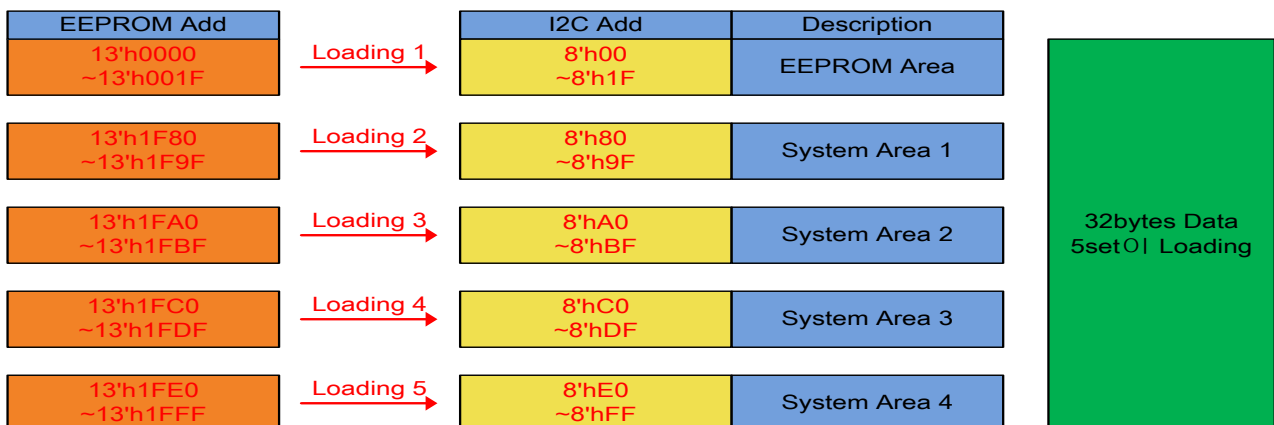 EEPROM Add
I2C Add
Description
13'h0000
~13'h001F
Loading 1
8'h00
~8'h1F
EEPROM Area
13'h1F80
~13'h1F9F
Loading 2
8'h80
~8'h9F
System Area 1
13'h1FA0
~13'h1FBF
Loading 3
8'hA0
~8'hBF
System Area 2
13'h1FC0
~13'h1FDF
Loading 4
8'hC0
~8'hDF
System Area 3
13'h1FE0
~13'h1FFF
Loading 5
8'hE0
~8'hFF
System Area 4
32bytes Data
5set이 Loading